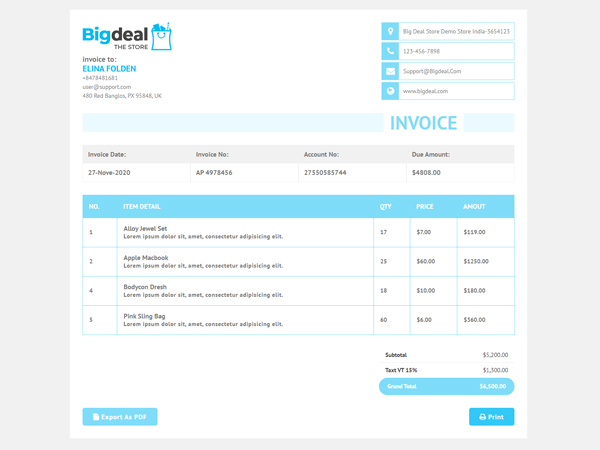 Bigdeal
THE STORE
invoice to:
ELINA FOLDEN
+8478481681
user@support.com
480 Red Banglos, PX 95848, UK
Big Deal Store Demo Store India-3654123
123-456-7898
Support@Bigdeal.Com
www.bigdeal.com
INVOICE
Invoice Date: Invoice No: Account No: Due Amount:
27-Nove-2020 AP 4978456 27550585744 $4808.00
NO. ITEM DETAIL QTY PRICE AMOUT
1 Alloy Jewel Set 17 $7.00 $119.00
Lorem ipsum dolor sit, amet, consectetur adipisicing elit.
2 Apple Macbook 25 $60.00 $1250.00
Lorem ipsum dolor sit, amet, consectetur adipisicing elit.
4 Bodycon Dresh 18 $10.00 $180.00
Lorem ipsum dolor sit, amet, consectetur adipisicing elit.
5 Pink Sling Bag 60 $6.00 $360.00
Lorem ipsum dolor sit, amet, consectetur adipisicing elit.
Subtotal $5,200.00
Taxt VT 15% $1,300.00
Grand Total $6,500.00
Export As PDF
Print